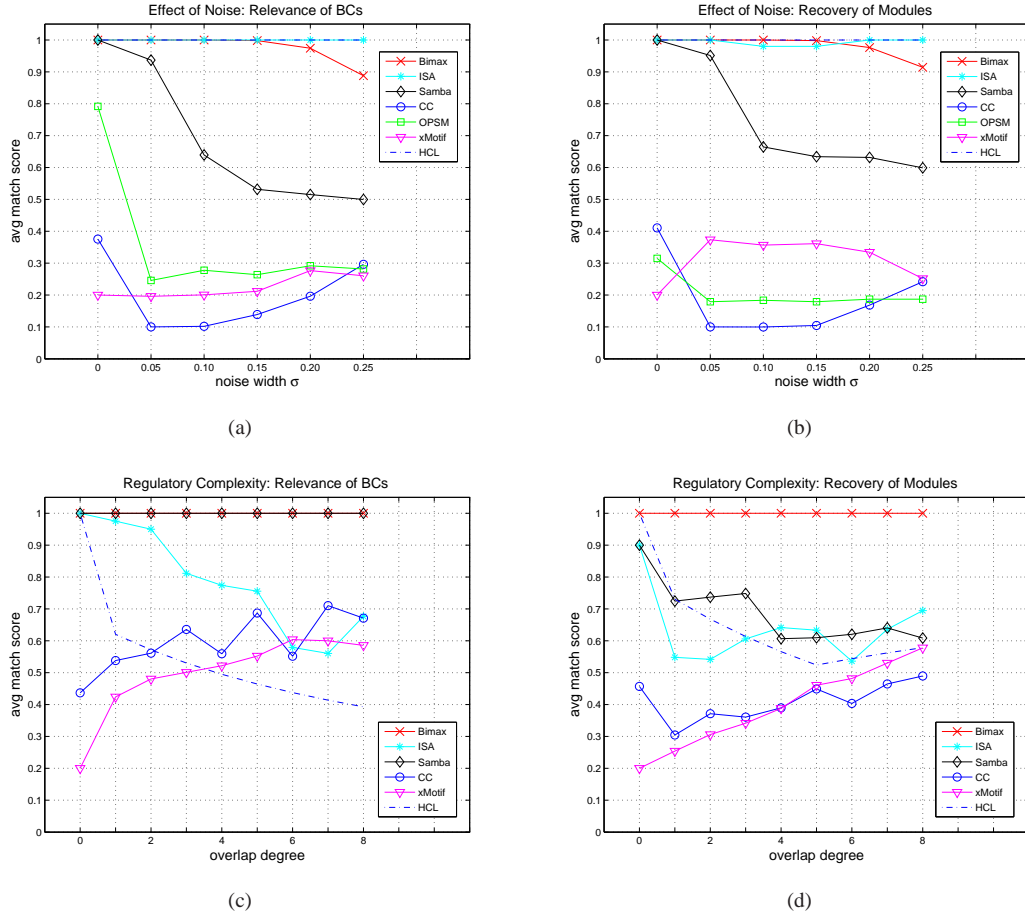 Effect of Noise: Relevance of BCs
1
0.9
0.8
0.7
0.6
0.5
0.4
0.3
0.2
0.1
0
avg match score
Bimax
ISA
Samba
CC
OPSM
xMotif
HCL
0 0.05 0.10 0.15 0.20 0.25
noise width σ
(a)
Effect of Noise: Recovery of Modules
1
0.9
0.8
0.7
0.6
0.5
0.4
0.3
0.2
0.1
0
avg match score
Bimax
ISA
Samba
CC
OPSM
xMotif
HCL
0 0.05 0.10 0.15 0.20 0.25
noise width σ
(b)
Regulatory Complexity: Relevance of BCs
1
0.9
0.8
0.7
0.6
0.5
0.4
0.3
0.2
0.1
0
avg match score
Bimax
ISA
Samba
CC
xMotif
HCL
0 2 4 6 8
overlap degree
(c)
Regulatory Complexity: Recovery of Modules
1
0.9
0.8
0.7
0.6
0.5
0.4
0.3
0.2
0.1
0
avg match score
Bimax
ISA
Samba
CC
xMotif
HCL
0 2 4 6 8
overlap degree
(d)